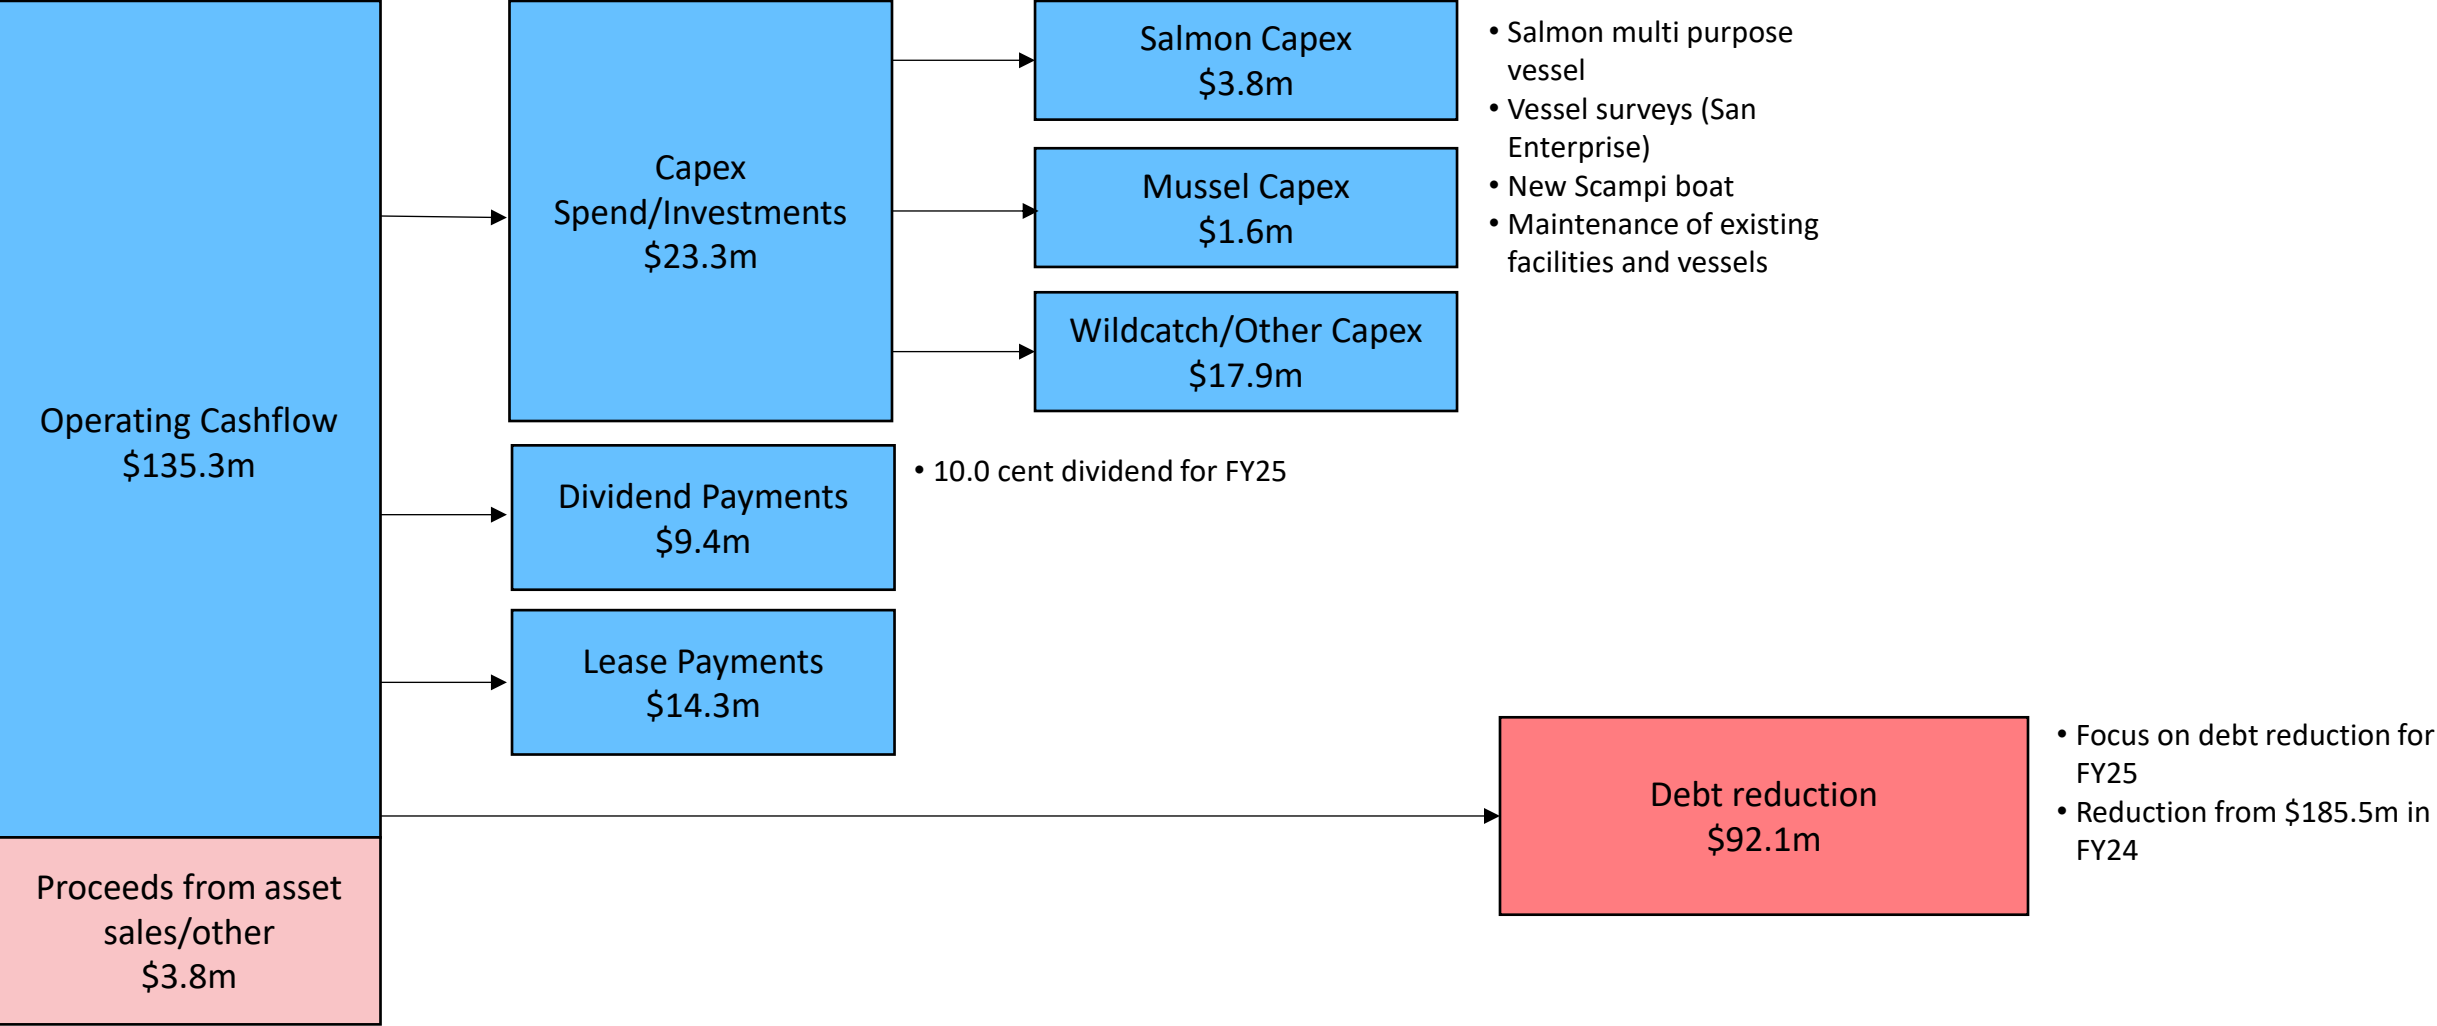 Operating Cashflow
$135.3m
Proceeds from asset
sales/other
$3.8m
Capex
Spend/Investments
$23.3m
Dividend Payments
$9.4m
Lease Payments
$14.3m
Salmon Capex
$3.8m
Mussel Capex
$1.6m
Wildcatch/Other Capex
$17.9m
• Salmon multi purpose
vessel
• Vessel surveys (San
Enterprise)
• New Scampi boat
• Maintenance of existing
facilities and vessels
• 10.0 cent dividend for FY25
Debt reduction
$92.1m
• Focus on debt reduction for
FY25
• Reduction from $185.5m in
FY24